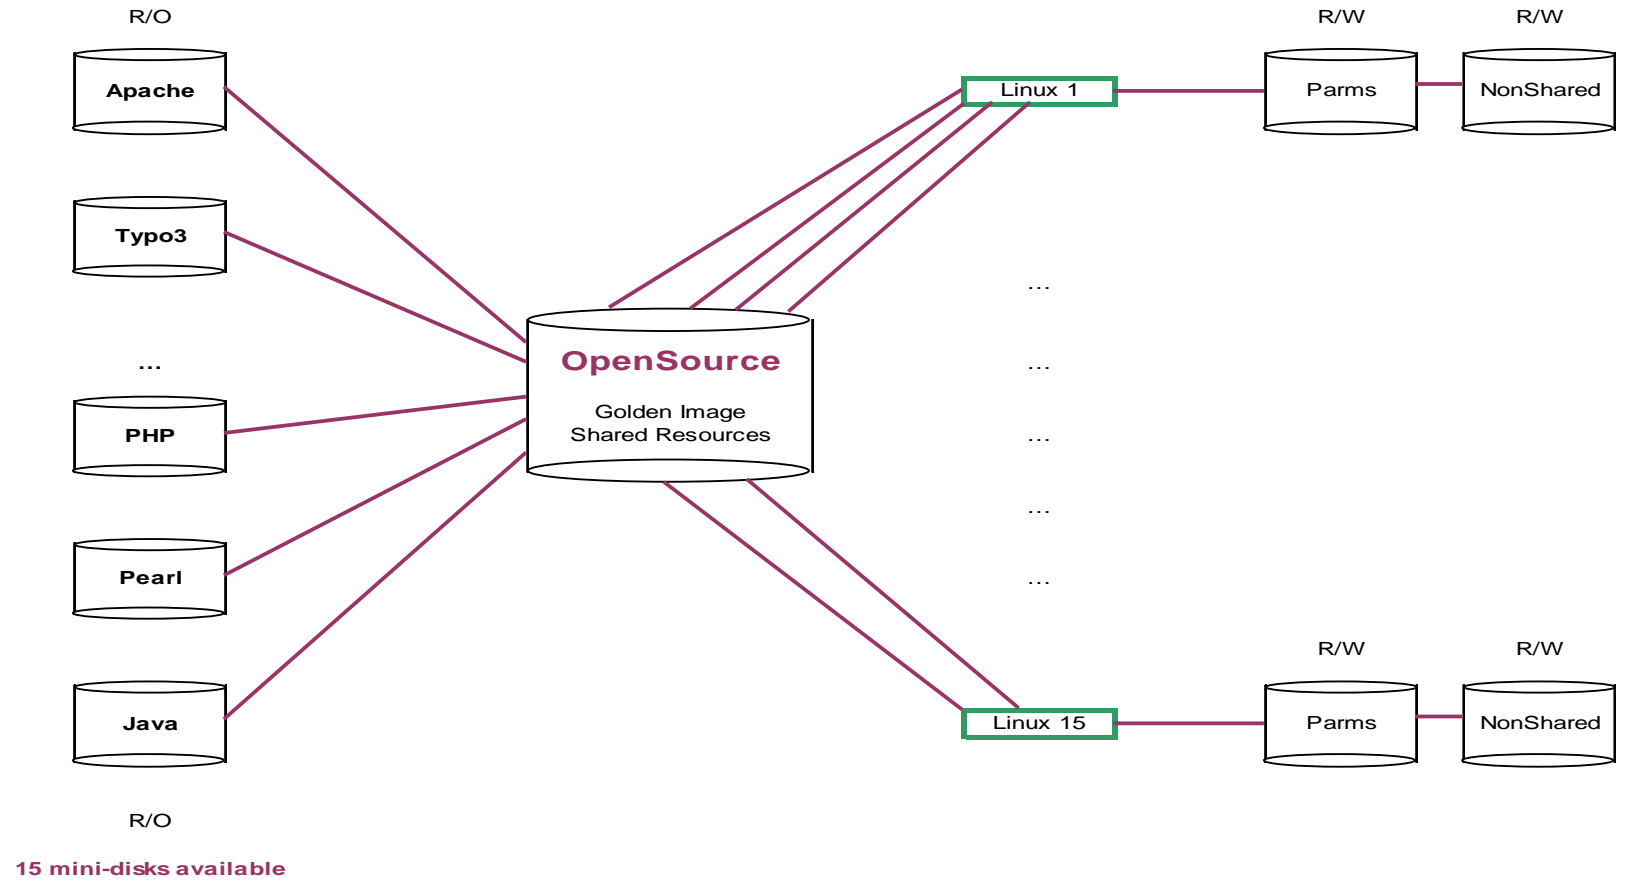 R/O
R/W
R/W
Apache
Linux 1
Parms
NonShared
Typo3
...
...
...
OpenSource
Golden Image
Shared Resources
PHP
...
...
Pearl
...
R/W
R/W
Java
Linux 15
Parms
NonShared
R/O
15 mini-disks available